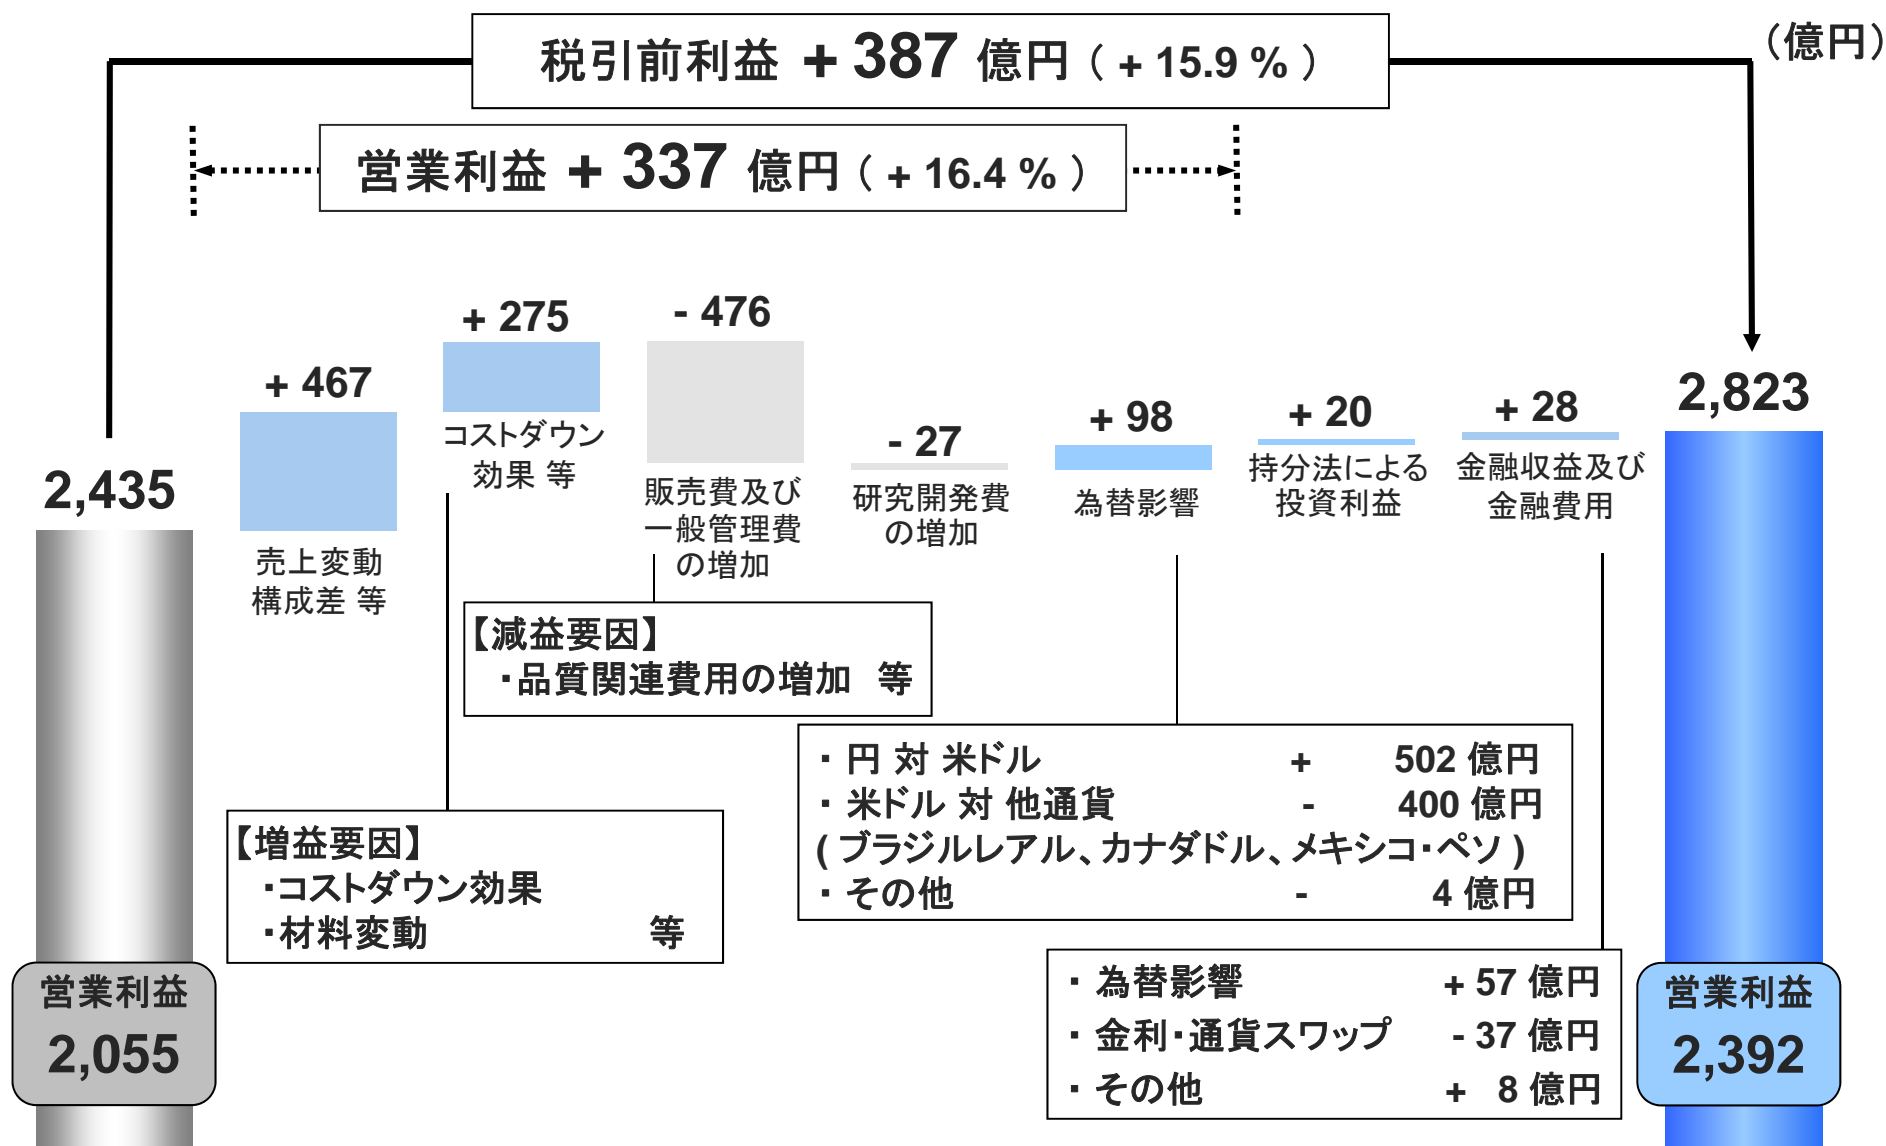 (億円)
税引前利益 + 387 億円 ( + 15.9 % )
営業利益 + 337 億円 ( + 16.4 % )
2,435
+ 467
売上変動
構成差 等
+ 275
コストダウン
効果 等
- 476
販売費及び
一般管理費
の増加
- 27
研究開発費
の増加
+ 98
為替影響
+ 20
持分法による
投資利益
+ 28
金融収益及び
金融費用
2,823
【減益要因】
・品質関連費用の増加 等
・ 円 対 米ドル + 502 億円
・ 米ドル 対 他通貨 - 400 億円
( ブラジルレアル、カナダドル、メキシコ・ペソ )
・ その他 - 4 億円
【増益要因】
・コストダウン効果
・材料変動 等
・ 為替影響 + 57 億円
・ 金利・通貨スワップ - 37 億円
・ その他 + 8 億円
営業利益
2,055
営業利益
2,392